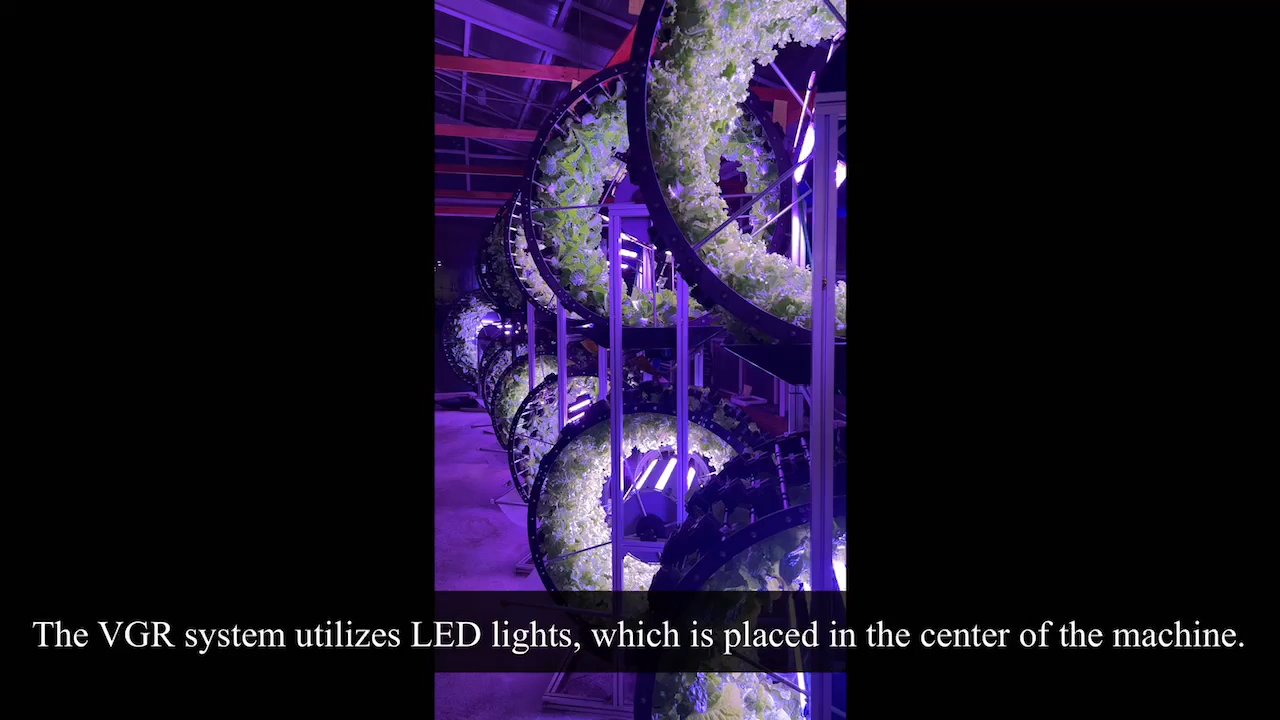 The VGR system utilizes LED lights, which is placed in the center of the machine.